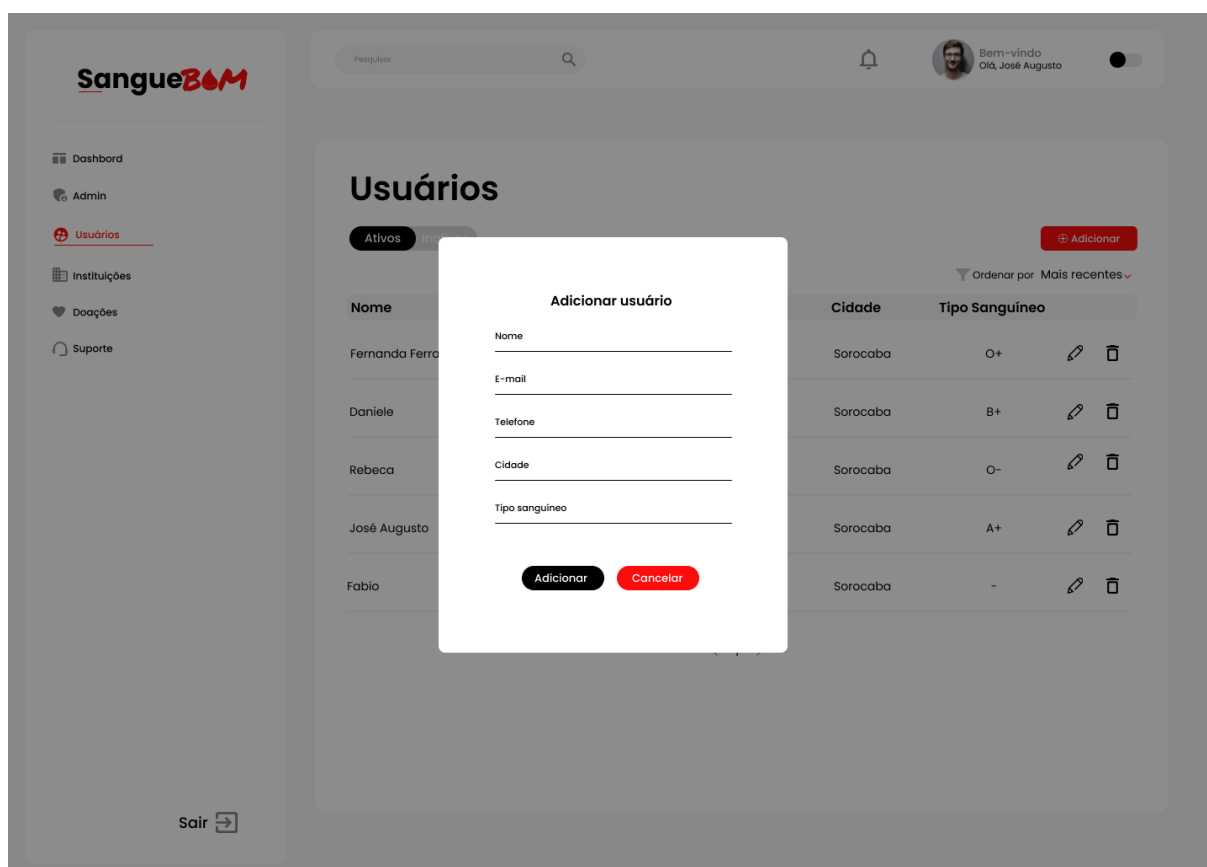 SangueBOM
Pesquisar
Bem-vindo
Olá, José Augusto
Dashbord
Admin
Usuários
Instituições
Doações
Suporte
Sair
Usuários
Ativos
Adicionar
Ordenar por Mais recentes
Nome Cidade Tipo Sanguíneo
Fernanda Sorocaba O+
Daniele Sorocaba B+
Rebeca Sorocaba O-
José Augusto Sorocaba A+
Fabio Sorocaba -
Adicionar usuário
Nome
E-mail
Telefone
Cidade
Tipo sanguíneo
Adicionar Cancelar